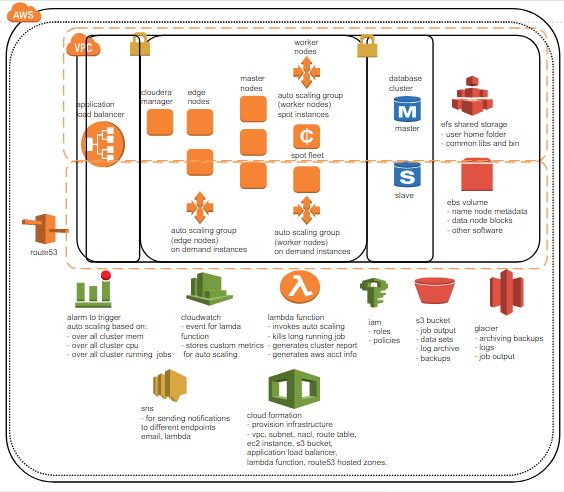 AWS
VPC
worker
nodes
application
load balancer
cloudera
manager
edge
nodes
master
nodes
auto scaling group
(worker nodes)
spot instances
spot fleet
database
cluster
M
master
efs shared storage
- user home folder
- common libs and bin
S
slave
ebs volume
- name node metadata
- data node blocks
- other software
auto scaling group
(edge nodes)
on demand instances
auto scaling group
(worker nodes)
on demand instances
route53
alarm to trigger
auto scaling based on:
- over all cluster mem
- over all cluster cpu
- over all cluster running jobs
cloudwatch
- event for lamda
function
- stores custom metrics
for auto scaling
lambda function
- invokes auto scaling
- kills long running job
- generates cluster report
- generates aws acct info
iam
- roles
- policies
s3 bucket
- job output
- data sets
- log archive
- backups
glacier
- archiving backups
- logs
- job output
sns
- for sending notifications
to different endpoints
email, lambda
cloud formation
- provision infrastructure
- vpc, subnet, nacl, route table,
ec2 instance, s3 bucket,
application load balancer,
lambda function, route53 hosted zones.